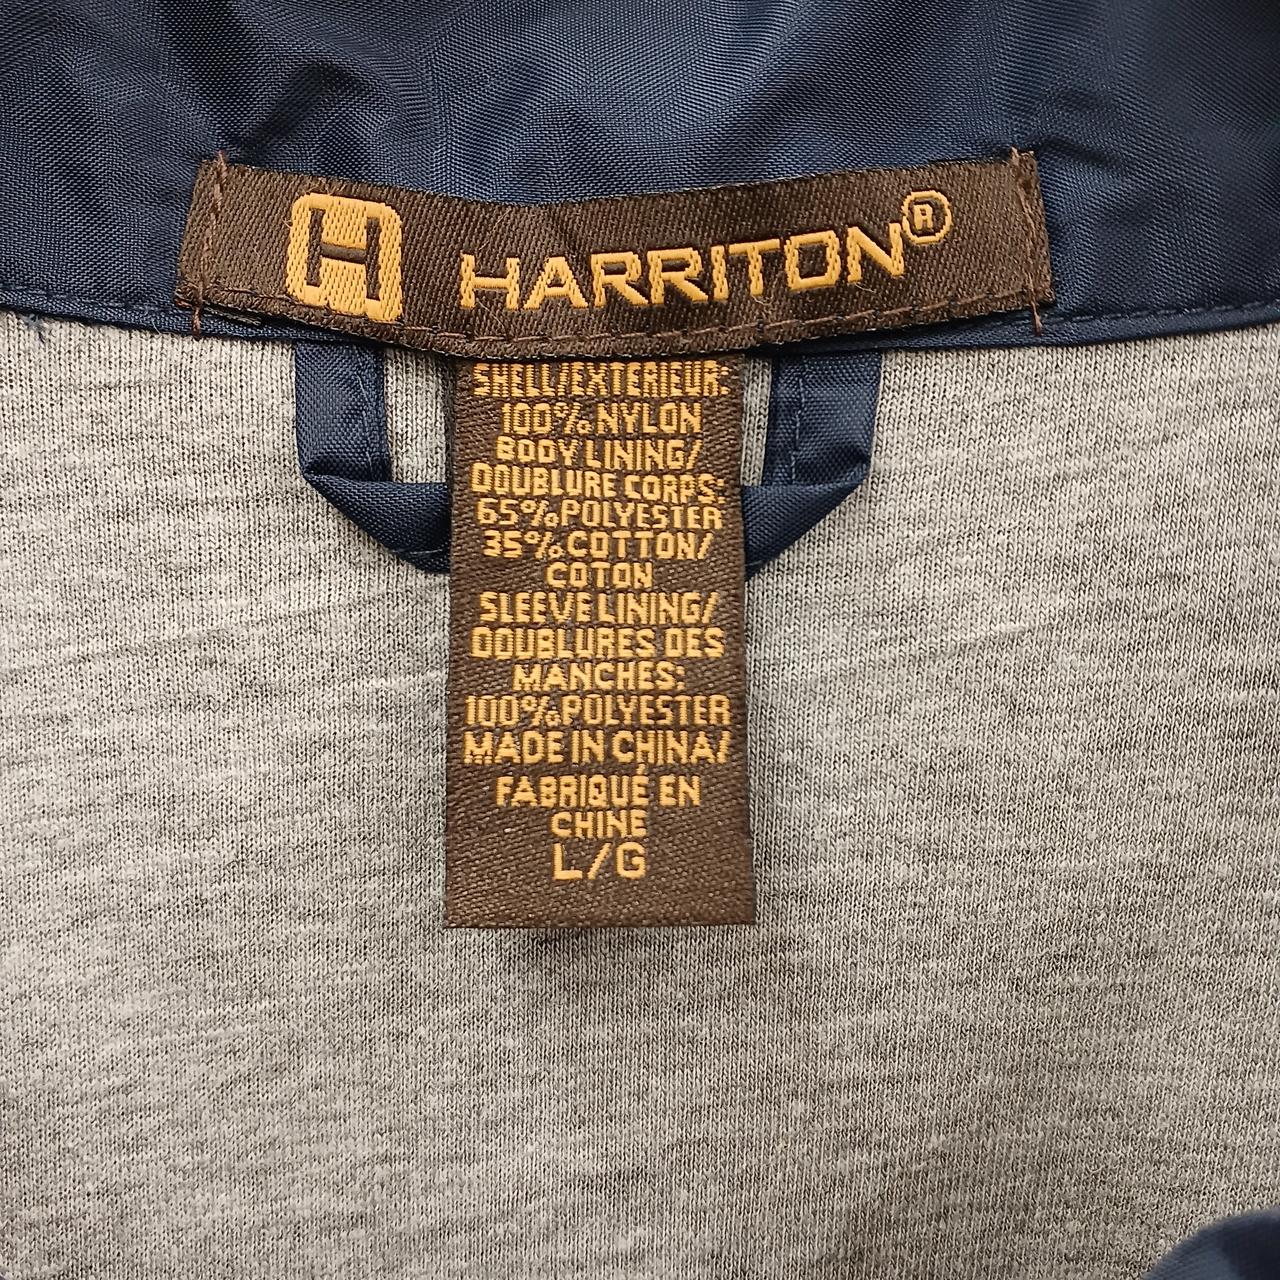 H HARRITON®
SHELL/EXTERIEUR:
100% NYLON
BODY LINING/
DOUBLURE CORPS:
65% POLYESTER
35% COTTON/
COTON
SLEEVE LINING/
DOUBLURES DES
MANCHES:
100% POLYESTER
MADE IN CHINA/
FABRIQUÉ EN
CHINE
L/G